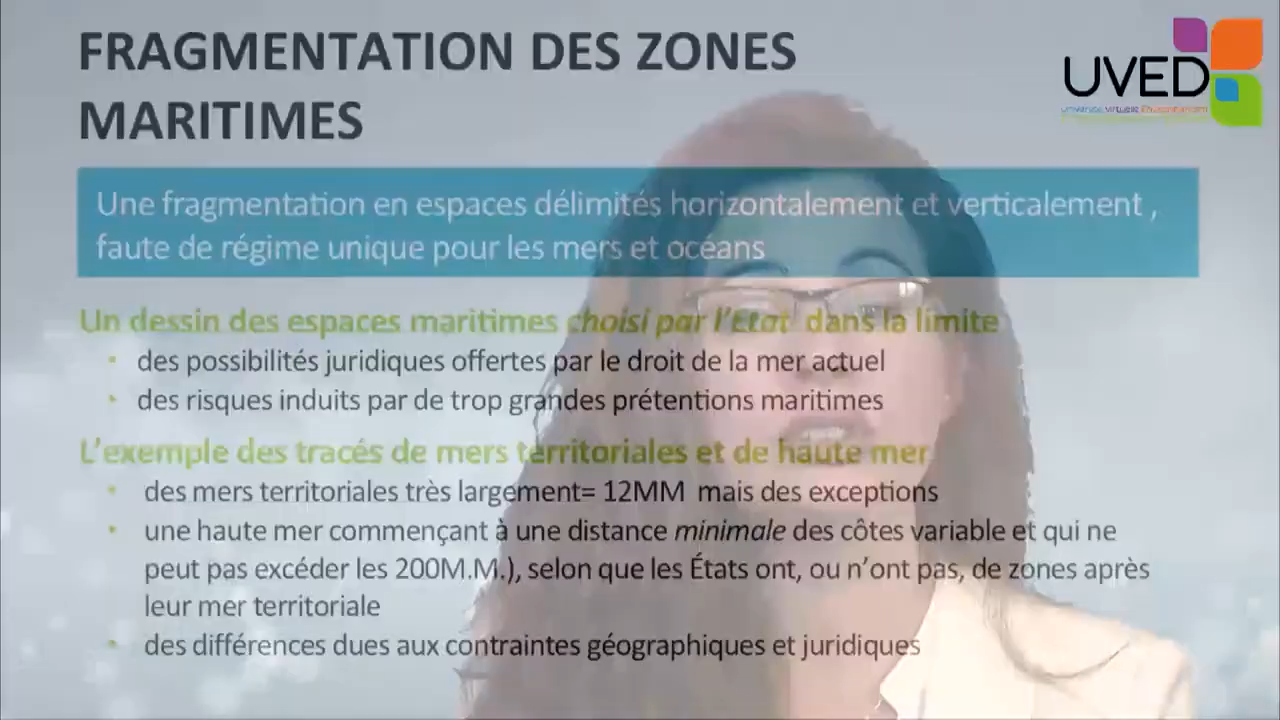 FRAGMENTATION DES ZONES
MARITIMES
UVED
université virtuelle Environnement
Une fragmentation en espaces délimités horizontalement et verticalement ,
faute de régime unique pour les mers et océans
Un dessin des espaces maritimes choisi par l'Etat dans la limite
• des possibilités juridiques offertes par le droit de la mer actuel
• des risques induits par de trop grandes prétentions maritimes
L'exemple des tracés de mers territoriales et de haute mer
• des mers territoriales très largement= 12MM mais des exceptions
• une haute mer commençant à une distance minimale des côtes variable et qui ne
peut pas excéder les 200M.M.), selon que les États ont, ou n'ont pas, de zones après
leur mer territoriale
• des différences dues aux contraintes géographiques et juridiques